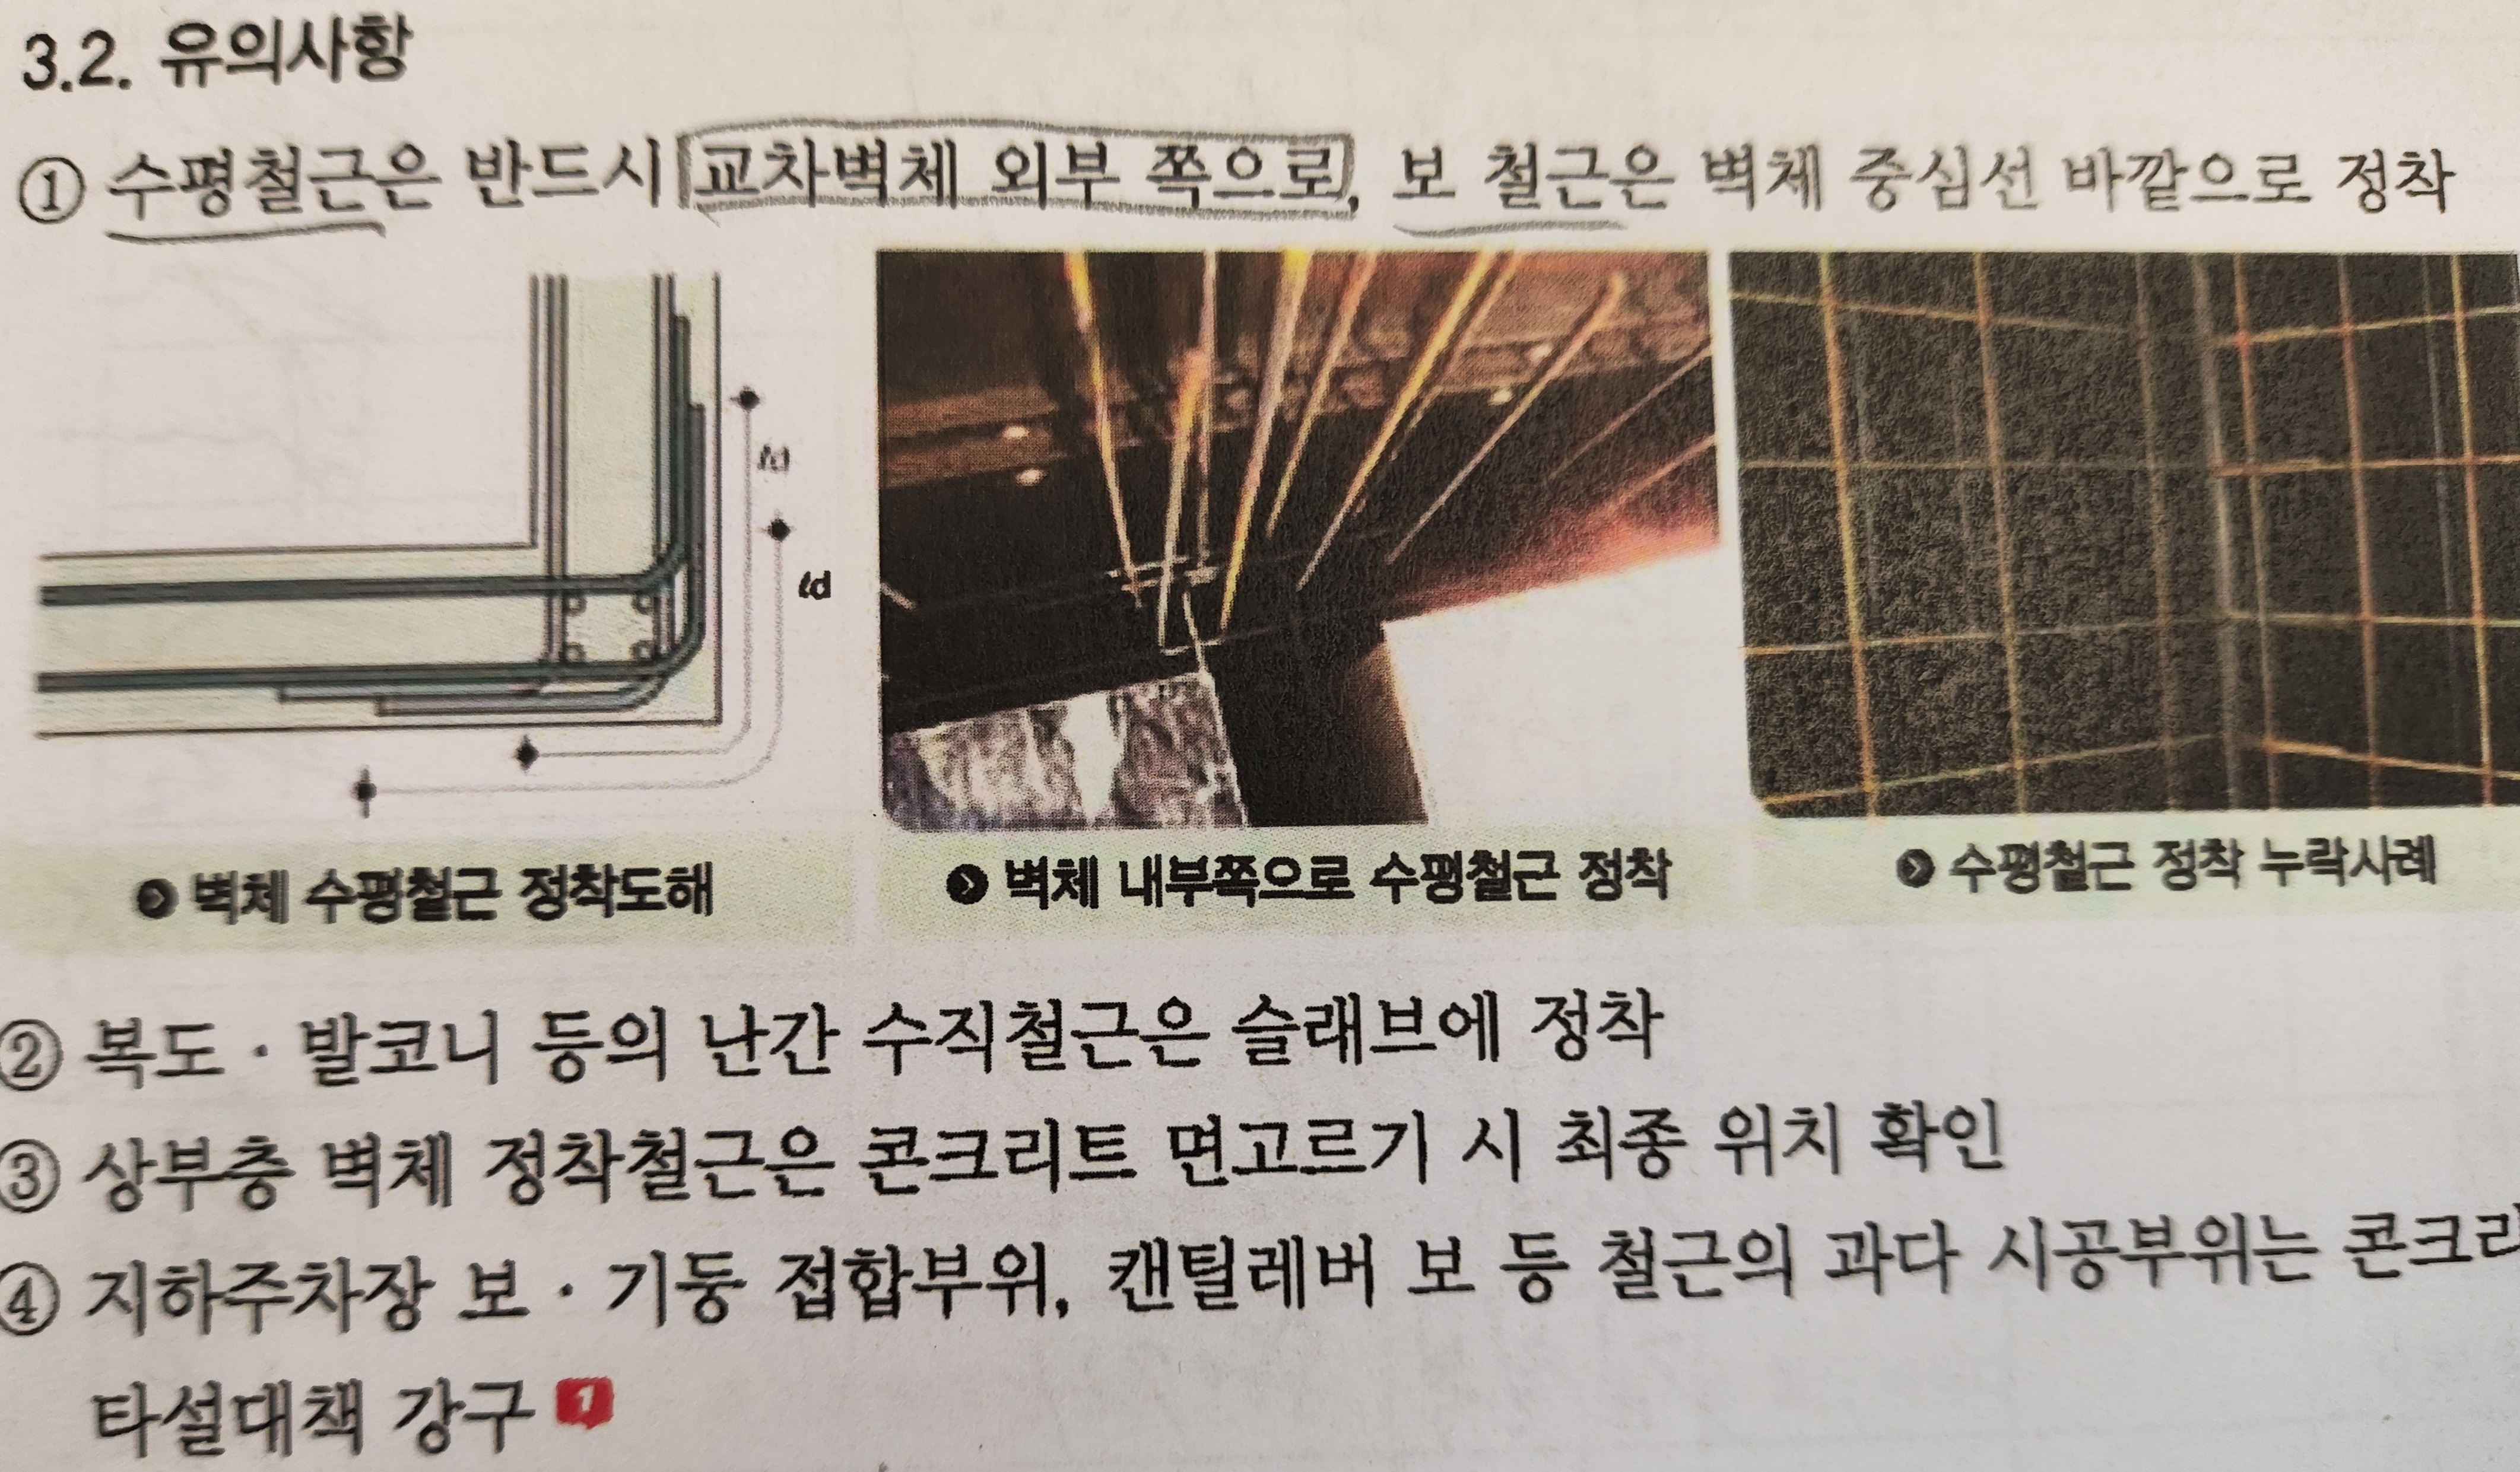 3.2. 유의사항
① 수평철근은 반드시 교차벽체 외부 쪽으로, 보 철근은 벽체 중심선 바깥으로 정착
ld
ld
벽체 수평철근 정착도해
벽체 내부쪽으로 수평철근 정착
수평철근 정착 누락사례
② 복도 · 발코니 등의 난간 수직철근은 슬래브에 정착
③ 상부층 벽체 정착철근은 콘크리트 면고르기 시 최종 위치 확인
④ 지하주차장 보 · 기둥 접합부위, 캔틸레버 보 등 철근의 과다 시공부위는 콘크리
타설대책 강구 1